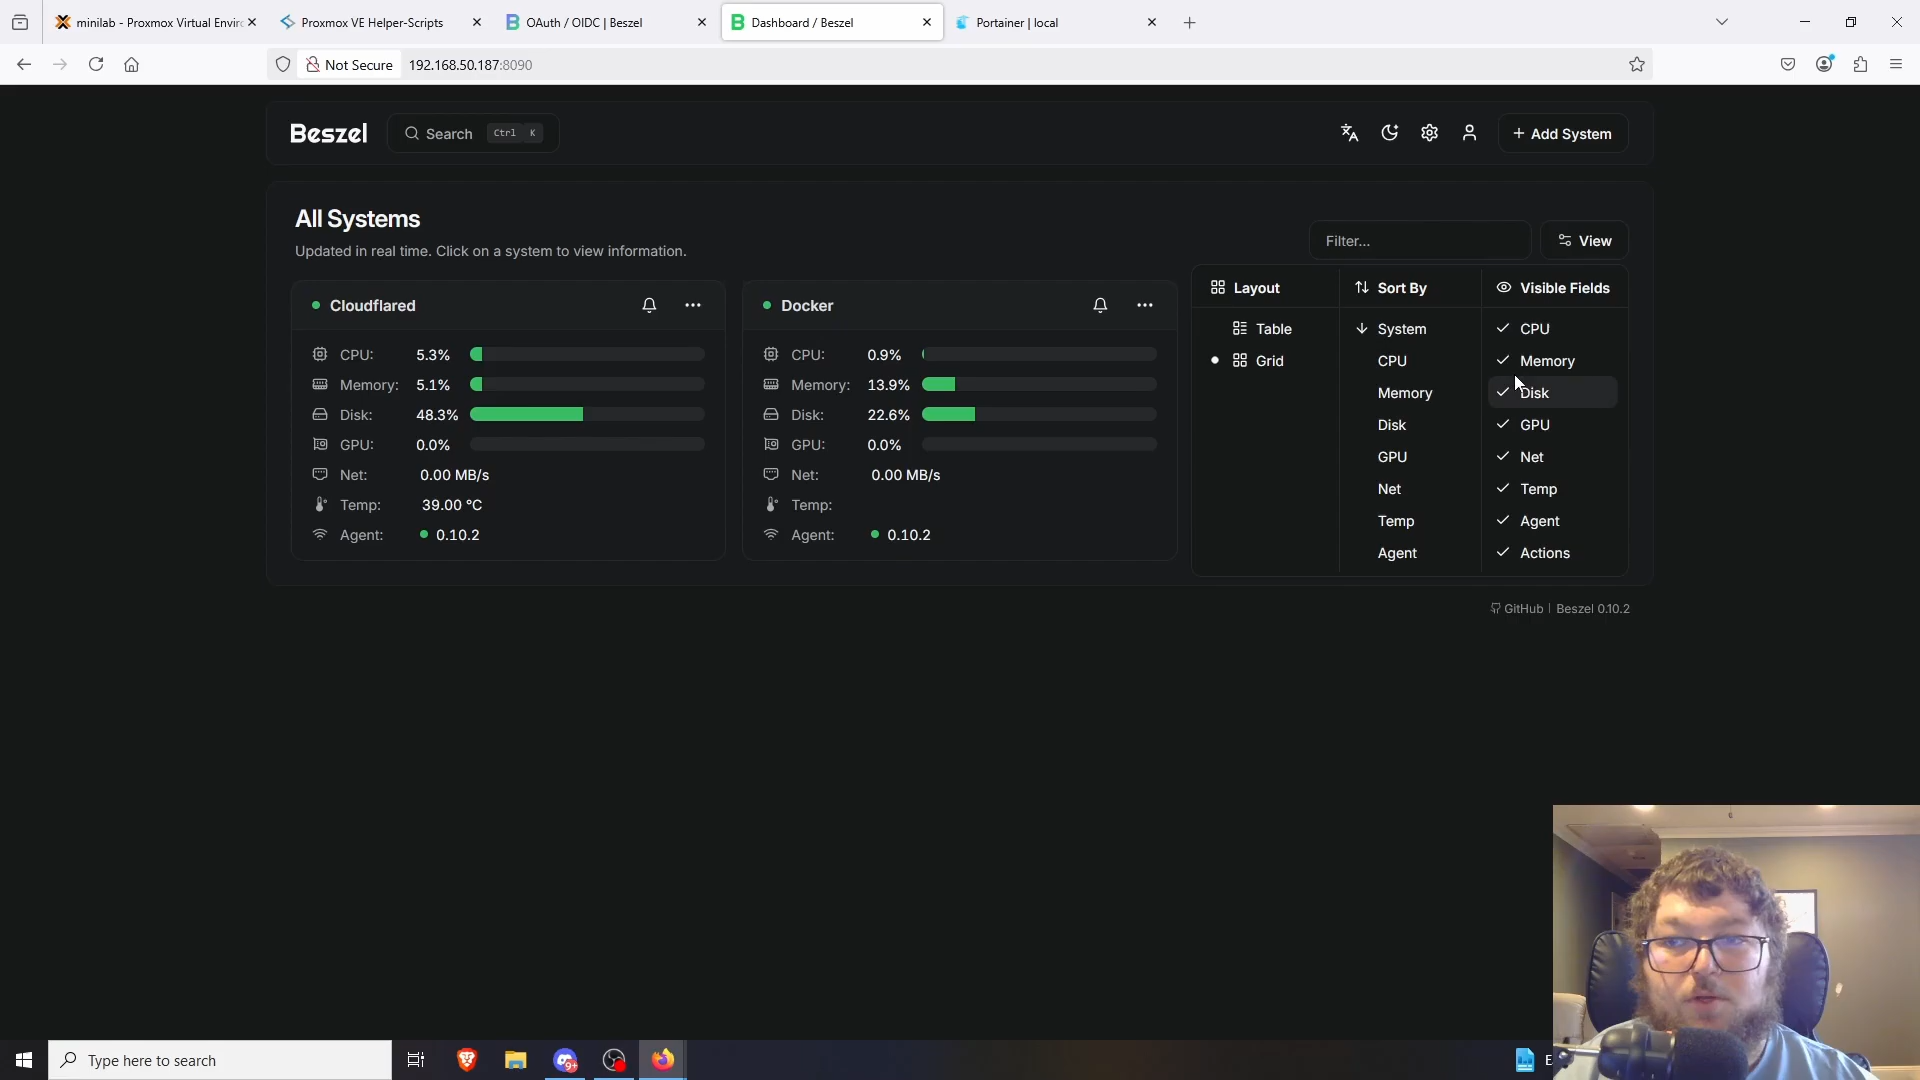 minilab - Proxmox Virtual Enviro
Proxmox VE Helper-Scripts
OAuth / OIDC | Beszel
Dashboard / Beszel
Portainer | local
Not Secure
192.168.50.187:8090
Beszel
Search
Ctrl K
+ Add System
All Systems
Updated in real time. Click on a system to view information.
Filter...
View
Cloudflared
CPU: 5.3%
Memory: 5.1%
Disk: 48.3%
GPU: 0.0%
Net: 0.00 MB/s
Temp: 39.00 °C
Agent: 0.10.2
Docker
CPU: 0.9%
Memory: 13.9%
Disk: 22.6%
GPU: 0.0%
Net: 0.00 MB/s
Temp:
Agent: 0.10.2
Layout
Table
Grid
Sort By
System
CPU
Memory
Disk
GPU
Net
Temp
Agent
Visible Fields
CPU
Memory
Disk
GPU
Net
Temp
Agent
Actions
GitHub | Beszel 0.10.2
Type here to search
9+
E